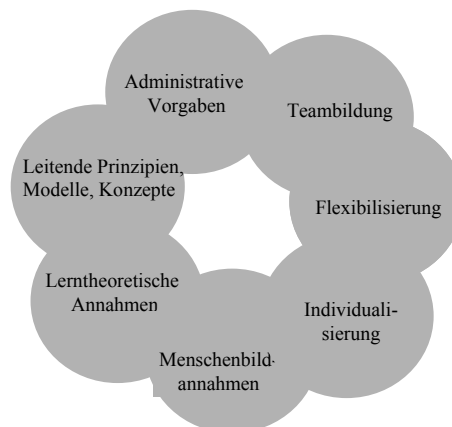 Administrative
Vorgaben
Teambildung
Flexibilisierung
Individuali-
sierung
Menschenbild-
annahmen
Lerntheoretische
Annahmen
Leitende Prinzipien,
Modelle, Konzepte